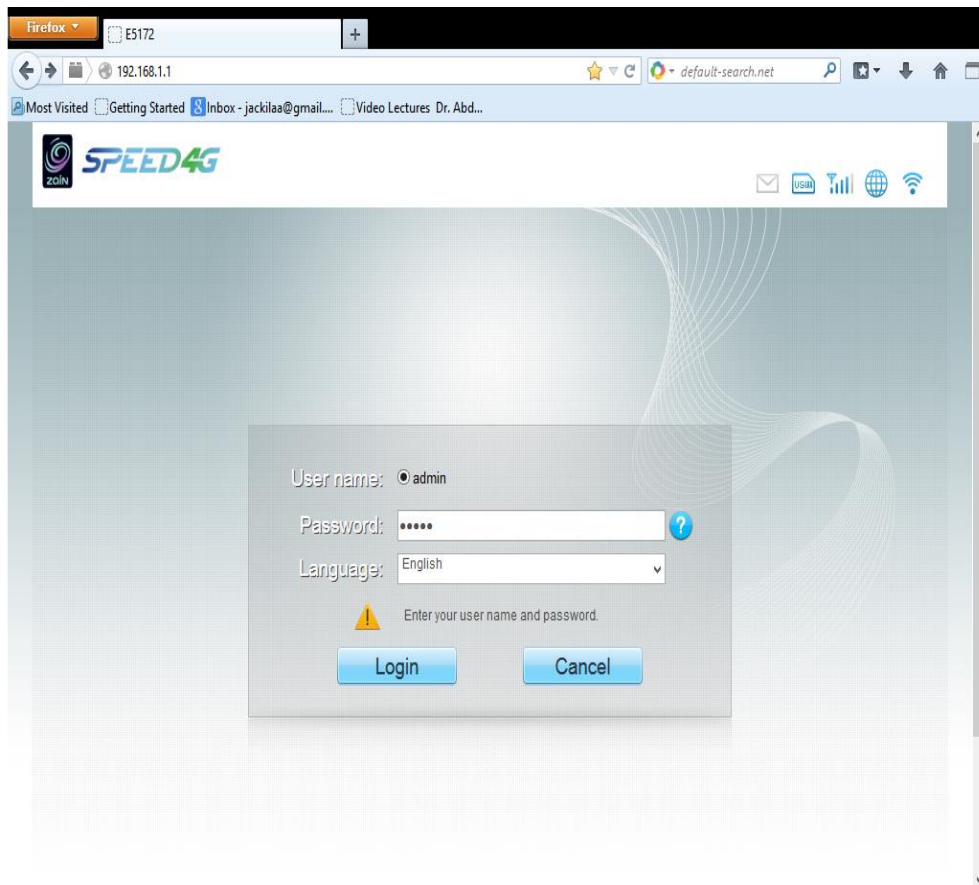 Firefox
E5172
192.168.1.1
default-search.net
Most Visited Getting Started Inbox - jackilaa@gmail.... Video Lectures Dr. Abd...
ZAIN SPEED4G
USIM
User name: admin
Password: •••••
Language: English
Enter your user name and password.
Login Cancel